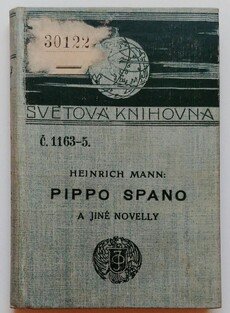 30122
SVĚTOVÁ KNIHOVNA
Č. 1163-5.
HEINRICH MANN:
PIPPO SPANO
A JINÉ NOVELLY